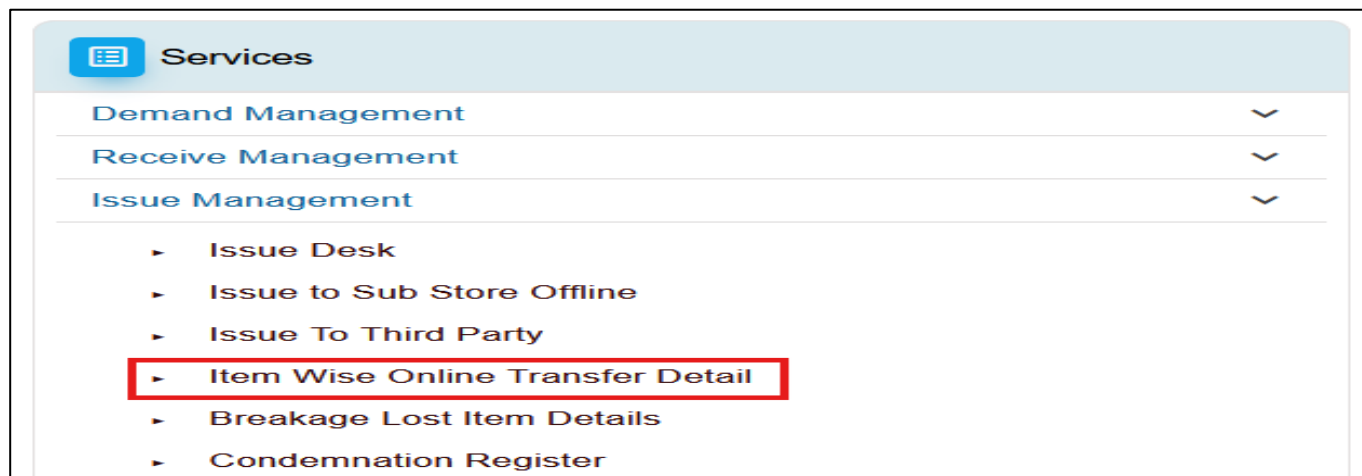 Services
Demand Management
Receive Management
Issue Management
Issue Desk
Issue to Sub Store Offline
Issue To Third Party
Item Wise Online Transfer Detail
Breakage Lost Item Details
Condemnation Register